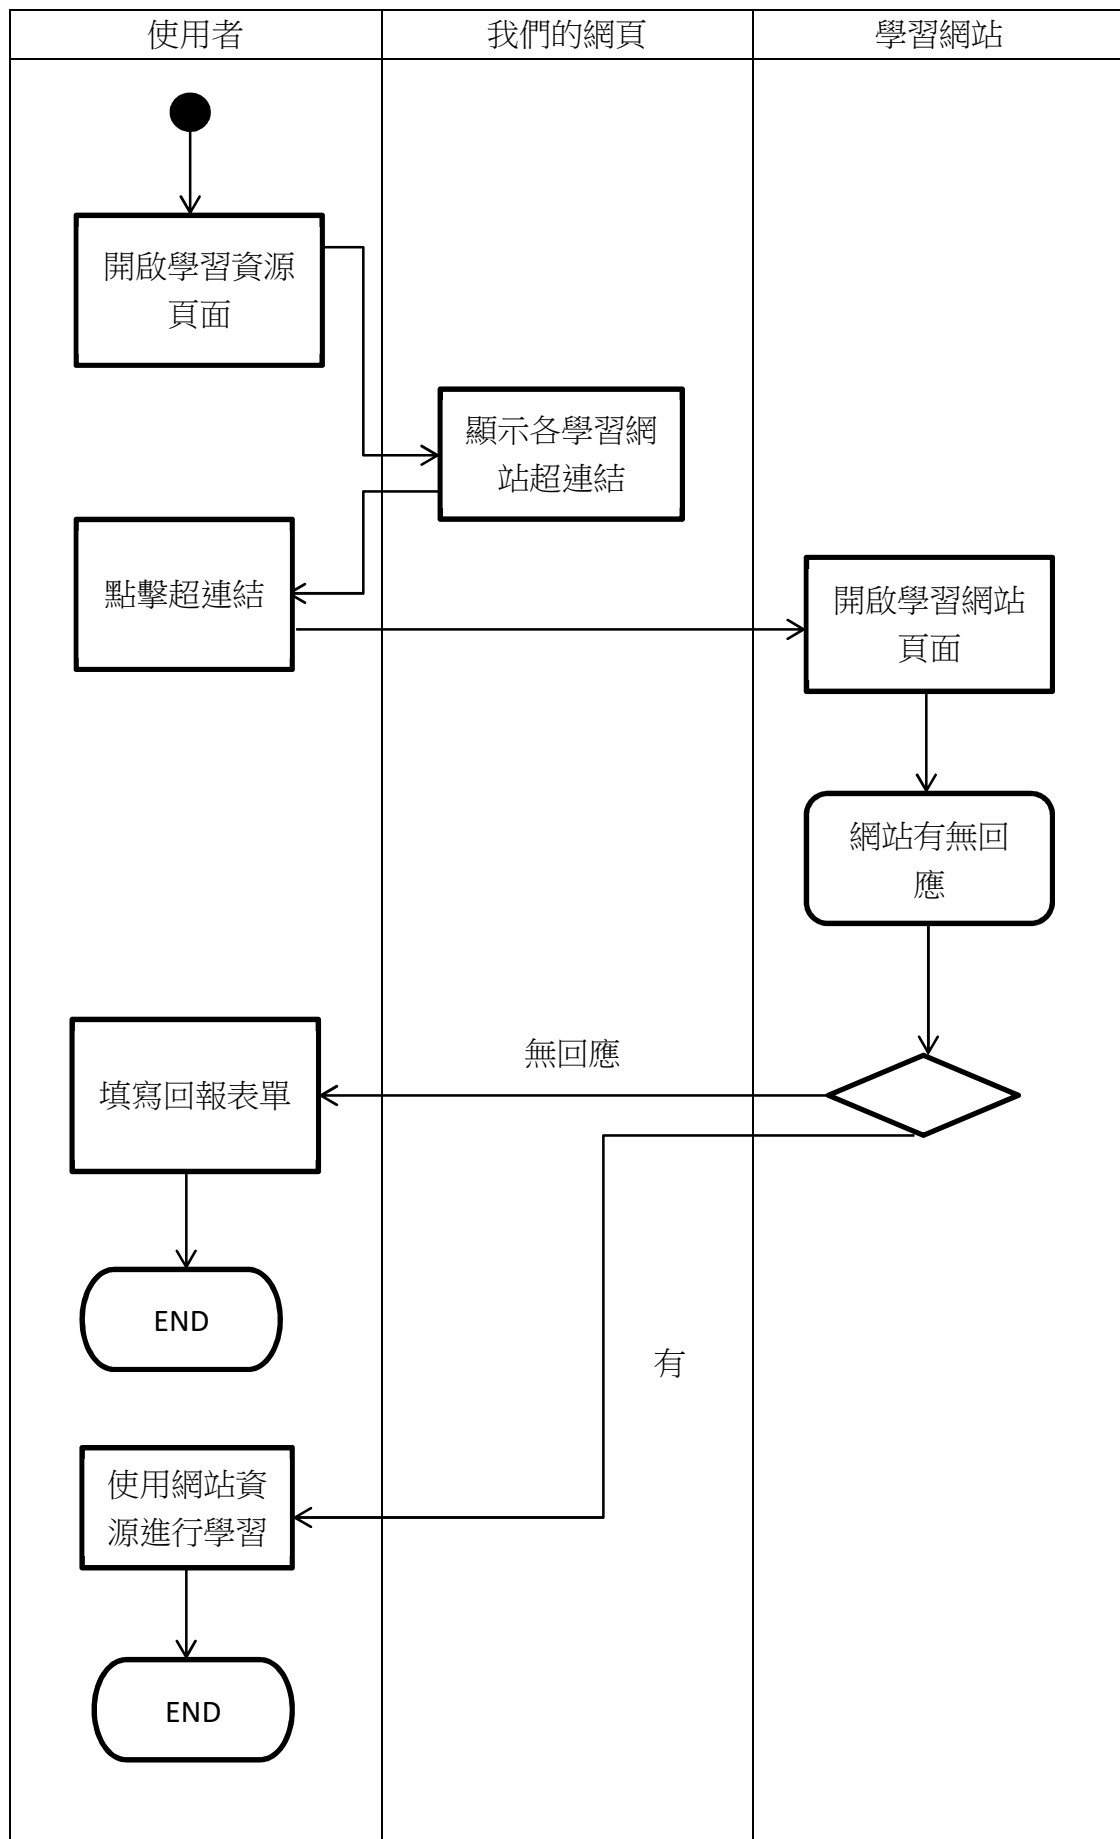 使用者
我們的網頁
學習網站
開啟學習資源
頁面
顯示各學習網
站超連結
點擊超連結
開啟學習網站
頁面
網站有無回
應
無回應
填寫回報表單
END
有
使用網站資
源進行學習
END